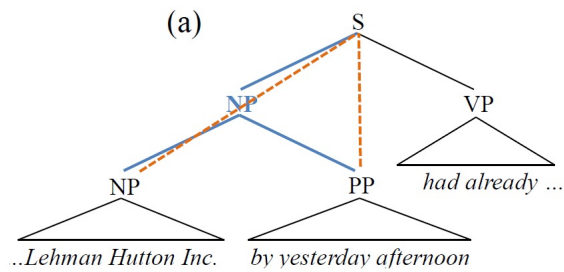 (a)
S
NP
VP
NP
PP
had already ...
..Lehman Hutton Inc.
by yesterday afternoon